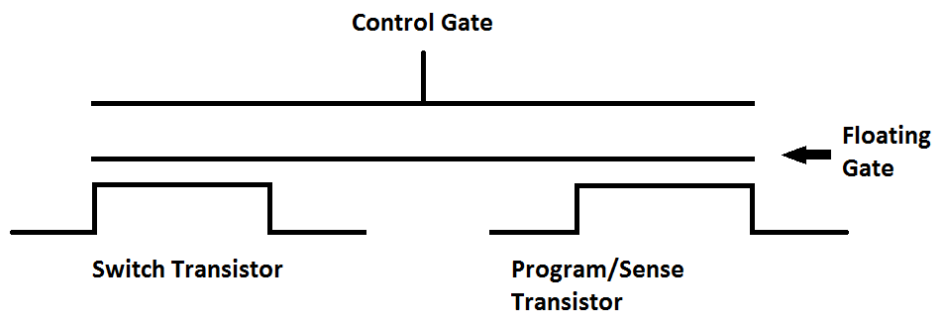 Control Gate
Floating
Gate
Switch Transistor
Program/Sense
Transistor